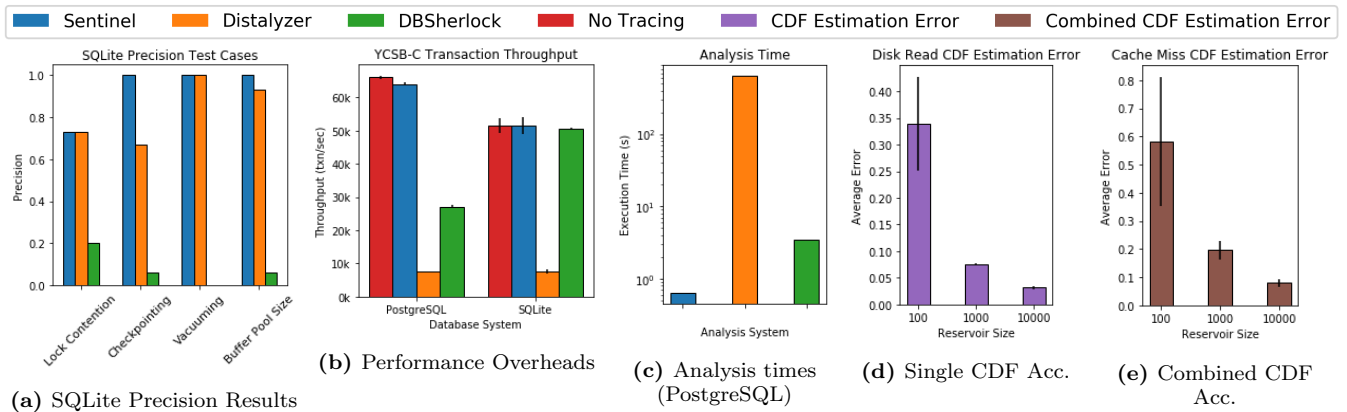 Sentinel Distalyzer DBSherlock No Tracing CDF Estimation Error Combined CDF Estimation Error
SQLite Precision Test Cases
Precision
1.0
0.8
0.6
0.4
0.2
0.0
Lock Contention
Checkpointing
Vacuuming
Buffer Pool Size
(a) SQLite Precision Results
YCSB-C Transaction Throughput
Throughput (txn/sec)
60k
50k
40k
30k
20k
10k
0k
PostgreSQL SQLite
Database System
(b) Performance Overheads
Analysis Time
Execution Time (s)
10²
10¹
10⁰
Analysis System
(c) Analysis times
(PostgreSQL)
Disk Read CDF Estimation Error
Average Error
0.40
0.35
0.30
0.25
0.20
0.15
0.10
0.05
0.00
100 1000 10000
Reservoir Size
(d) Single CDF Acc.
Cache Miss CDF Estimation Error
Average Error
0.8
0.7
0.6
0.5
0.4
0.3
0.2
0.1
0.0
100 1000 10000
Reservoir Size
(e) Combined CDF
Acc.